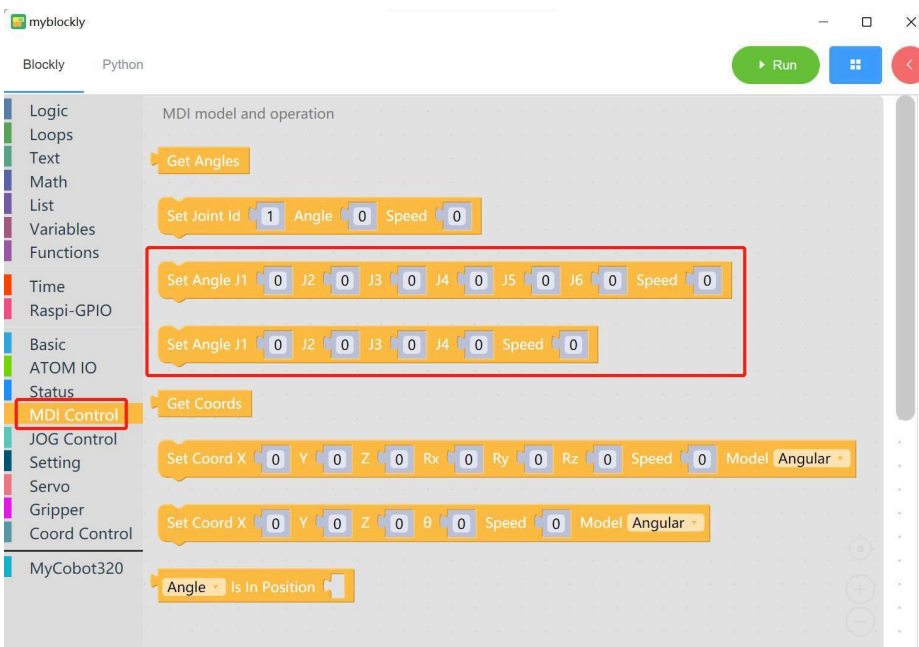 myblockly
Blockly Python Run
Logic
Loops
Text
Math
List
Variables
Functions
Time
Raspi-GPIO
Basic
ATOM IO
Status
MDI Control
JOG Control
Setting
Servo
Gripper
Coord Control
MyCobot320
MDI model and operation
Get Angles
Set Joint Id 1 Angle 0 Speed 0
Set Angle J1 0 J2 0 J3 0 J4 0 J5 0 J6 0 Speed 0
Set Angle J1 0 J2 0 J3 0 J4 0 Speed 0
Get Coords
Set Coord X 0 Y 0 Z 0 Rx 0 Ry 0 Rz 0 Speed 0 Model Angular
Set Coord X 0 Y 0 Z 0 θ 0 Speed 0 Model Angular
Angle Is In Position